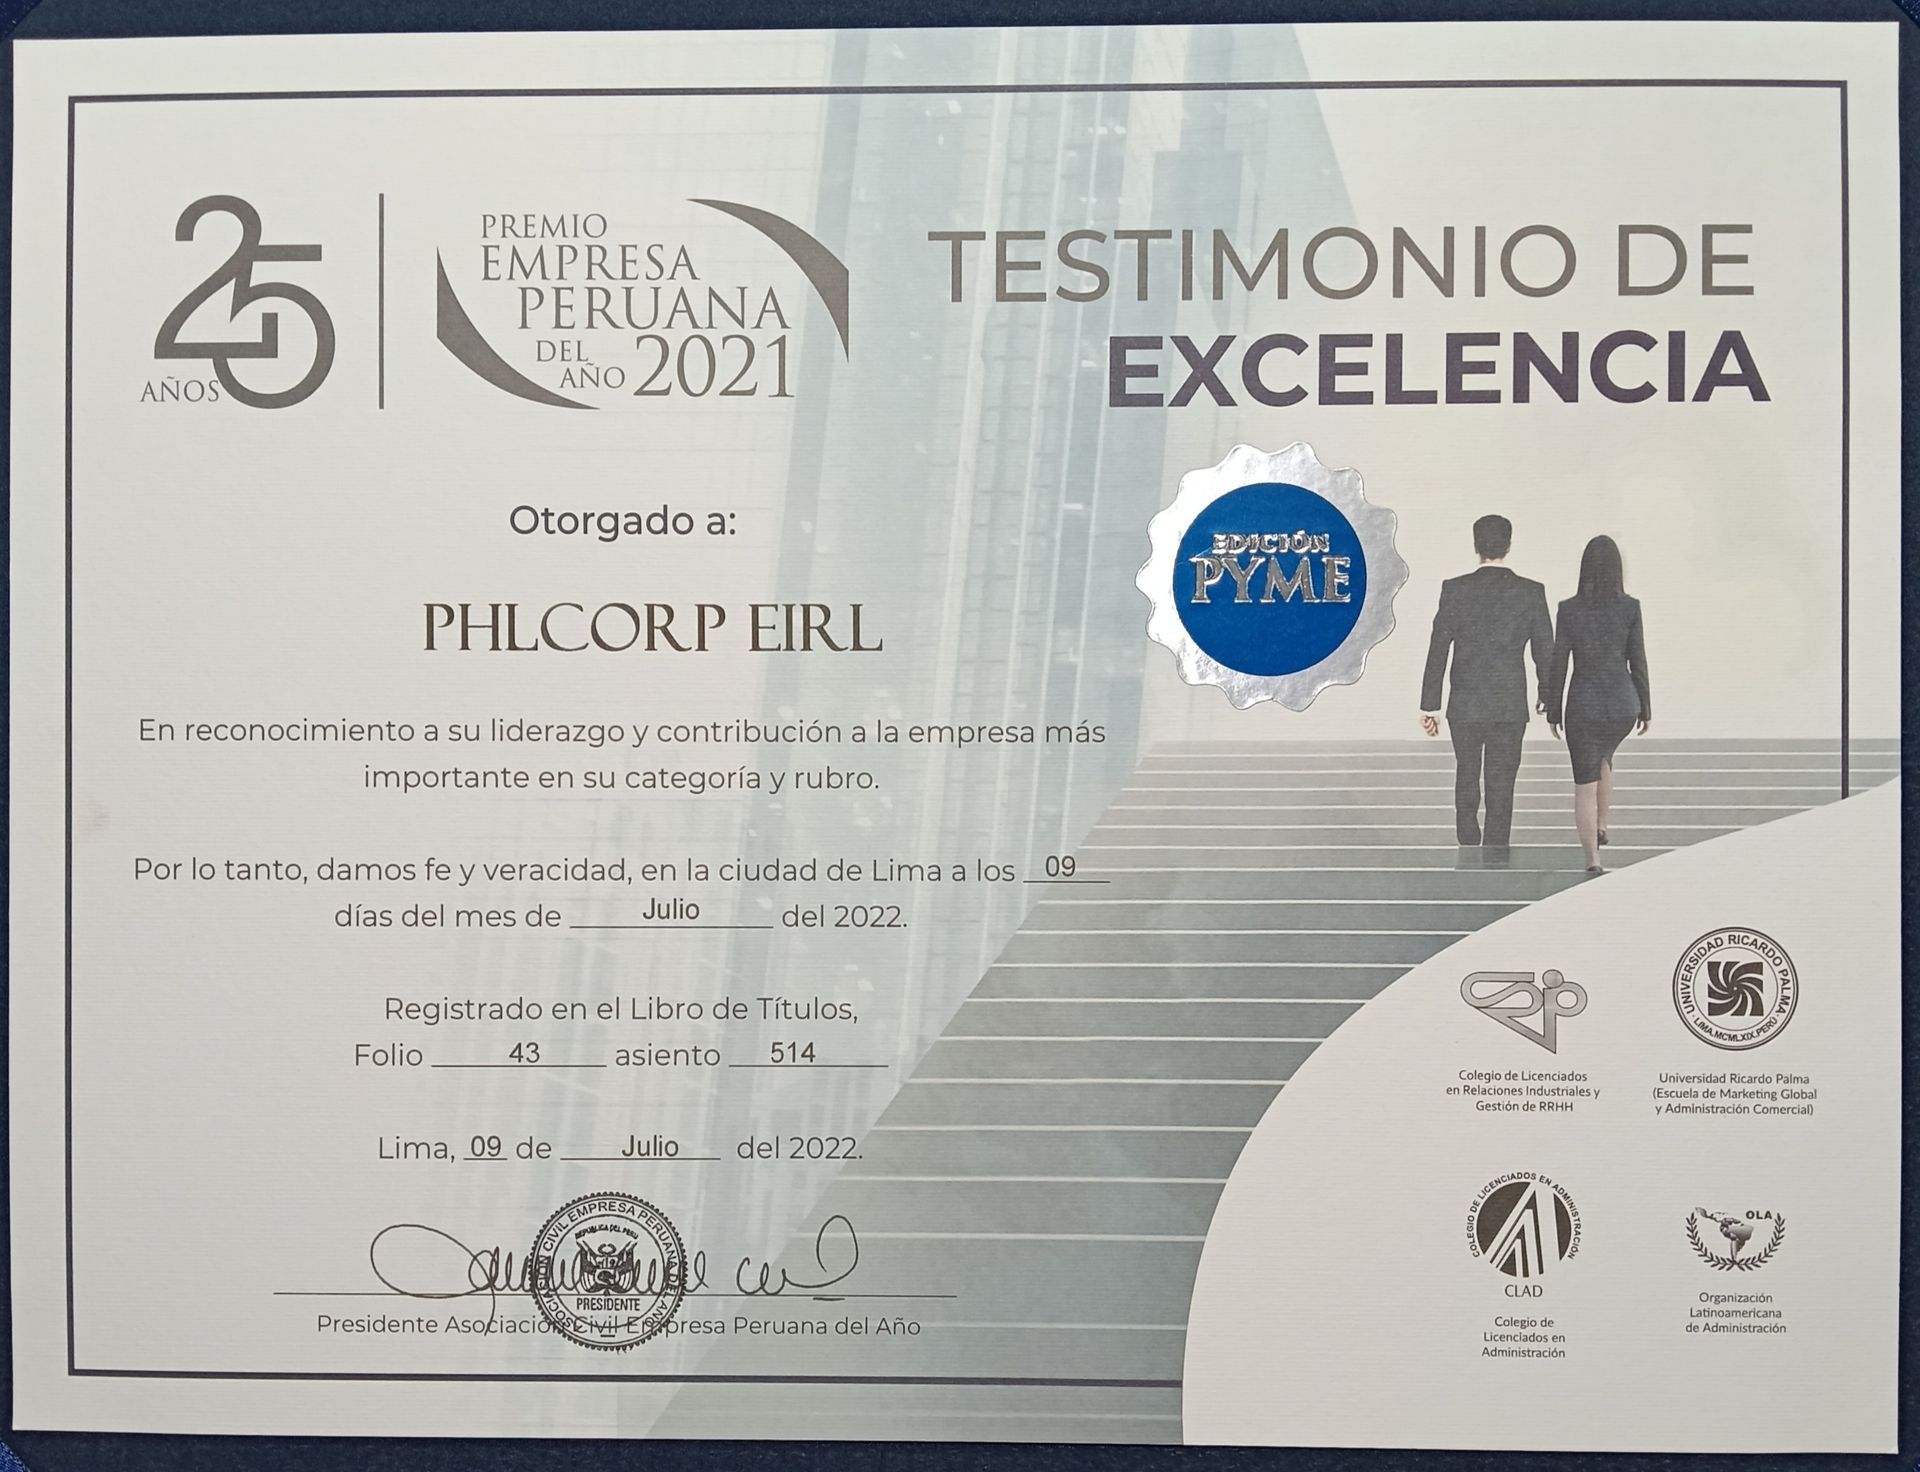 25
AÑOS
PREMIO
EMPRESA
PERUANA
DEL
AÑO 2021
TESTIMONIO DE
EXCELENCIA
EDICIÓN
PYME
Otorgado a:
PHLCORP EIRL
En reconocimiento a su liderazgo y contribución a la empresa más
importante en su categoría y rubro.
Por lo tanto, damos fe y veracidad, en la ciudad de Lima a los 09
días del mes de Julio del 2022.
Registrado en el Libro de Títulos,
Folio 43 asiento 514
Lima, 09 de Julio del 2022.
ASOCIACIÓN CIVIL EMPRESA PERUANA DEL AÑO
REPUBLICA DEL PERU
PRESIDENTE
Presidente Asociación Civil Empresa Peruana del Año
Colegio de Licenciados
en Relaciones Industriales y
Gestión de RRHH
UNIVERSIDAD RICARDO PALMA
LIMA.MCMLXIX.PERÚ
Universidad Ricardo Palma
(Escuela de Marketing Global
y Administración Comercial)
COLEGIO DE LICENCIADOS EN ADMINISTRACIÓN
CLAD
Colegio de
Licenciados en
Administración
OLA
Organización
Latinoamericana
de Administración